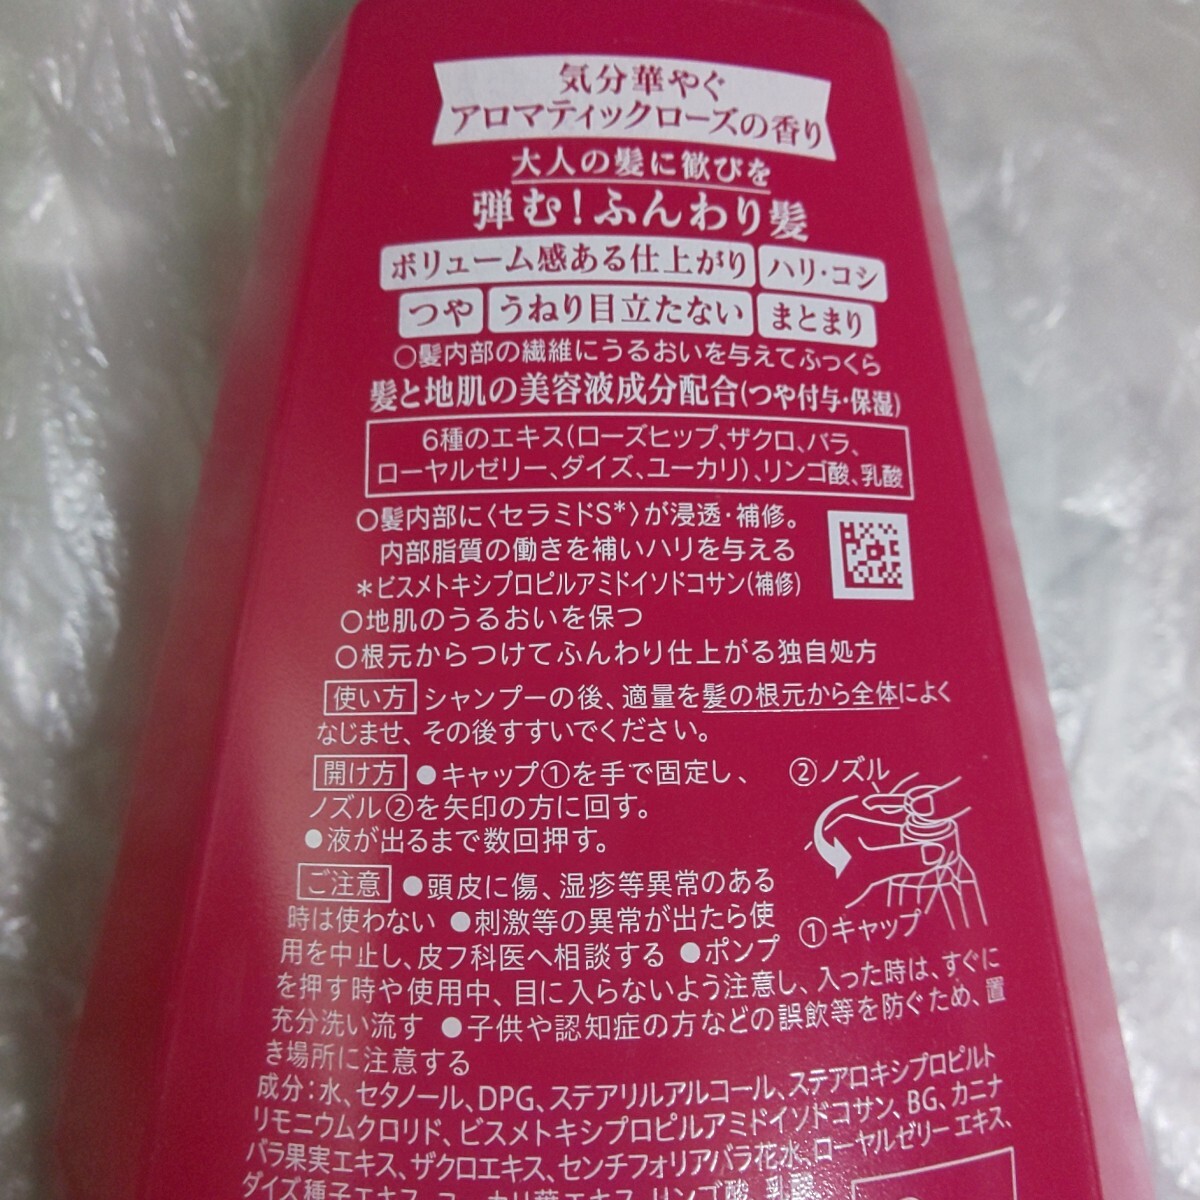 気分華やぐ
アロマティックローズの香り
大人の髪に歓びを
弾む!ふんわり髪
ボリューム感ある仕上がり ハリ・コシ
つや うねり目立たない まとまり
○髪内部の繊維にうるおいを与えてふっくら
髪と地肌の美容液成分配合(つや付与・保湿)
6種のエキス(ローズヒップ、ザクロ、バラ、
ローヤルゼリー、ダイズ、ユーカリ)、リンゴ酸、乳酸
○髪内部に〈セラミドS*〉が浸透・補修。
内部脂質の働きを補いハリを与える
*ビスメトキシプロピルアミドイソドコサン(補修)
○地肌のうるおいを保つ
○根元からつけてふんわり仕上がる独自処方
使い方 シャンプーの後、適量を髪の根元から全体によく
なじませ、その後すすいでください。
開け方 ●キャップ①を手で固定し、
ノズル②を矢印の方に回す。
●液が出るまで数回押す。
②ノズル
①キャップ
ご注意 ●頭皮に傷、湿疹等異常のある
時は使わない ●刺激等の異常が出たら使
用を中止し、皮フ科医へ相談する ●ポンプ
を押す時や使用中、目に入らないよう注意し、入った時は、すぐに
充分洗い流す ●子供や認知症の方などの誤飲等を防ぐため、置
き場所に注意する
成分:水、セタノール、DPG、ステアリルアルコール、ステアロキシプロピルト
リモニウムクロリド、ビスメトキシプロピルアミドイソドコサン、BG、カニナ
バラ果実エキス、ザクロエキス、センチフォリアバラ花水、ローヤルゼリーエキス、
ダイズ種子エキス、ユーカリ葉エキス、リンゴ酸、乳酸